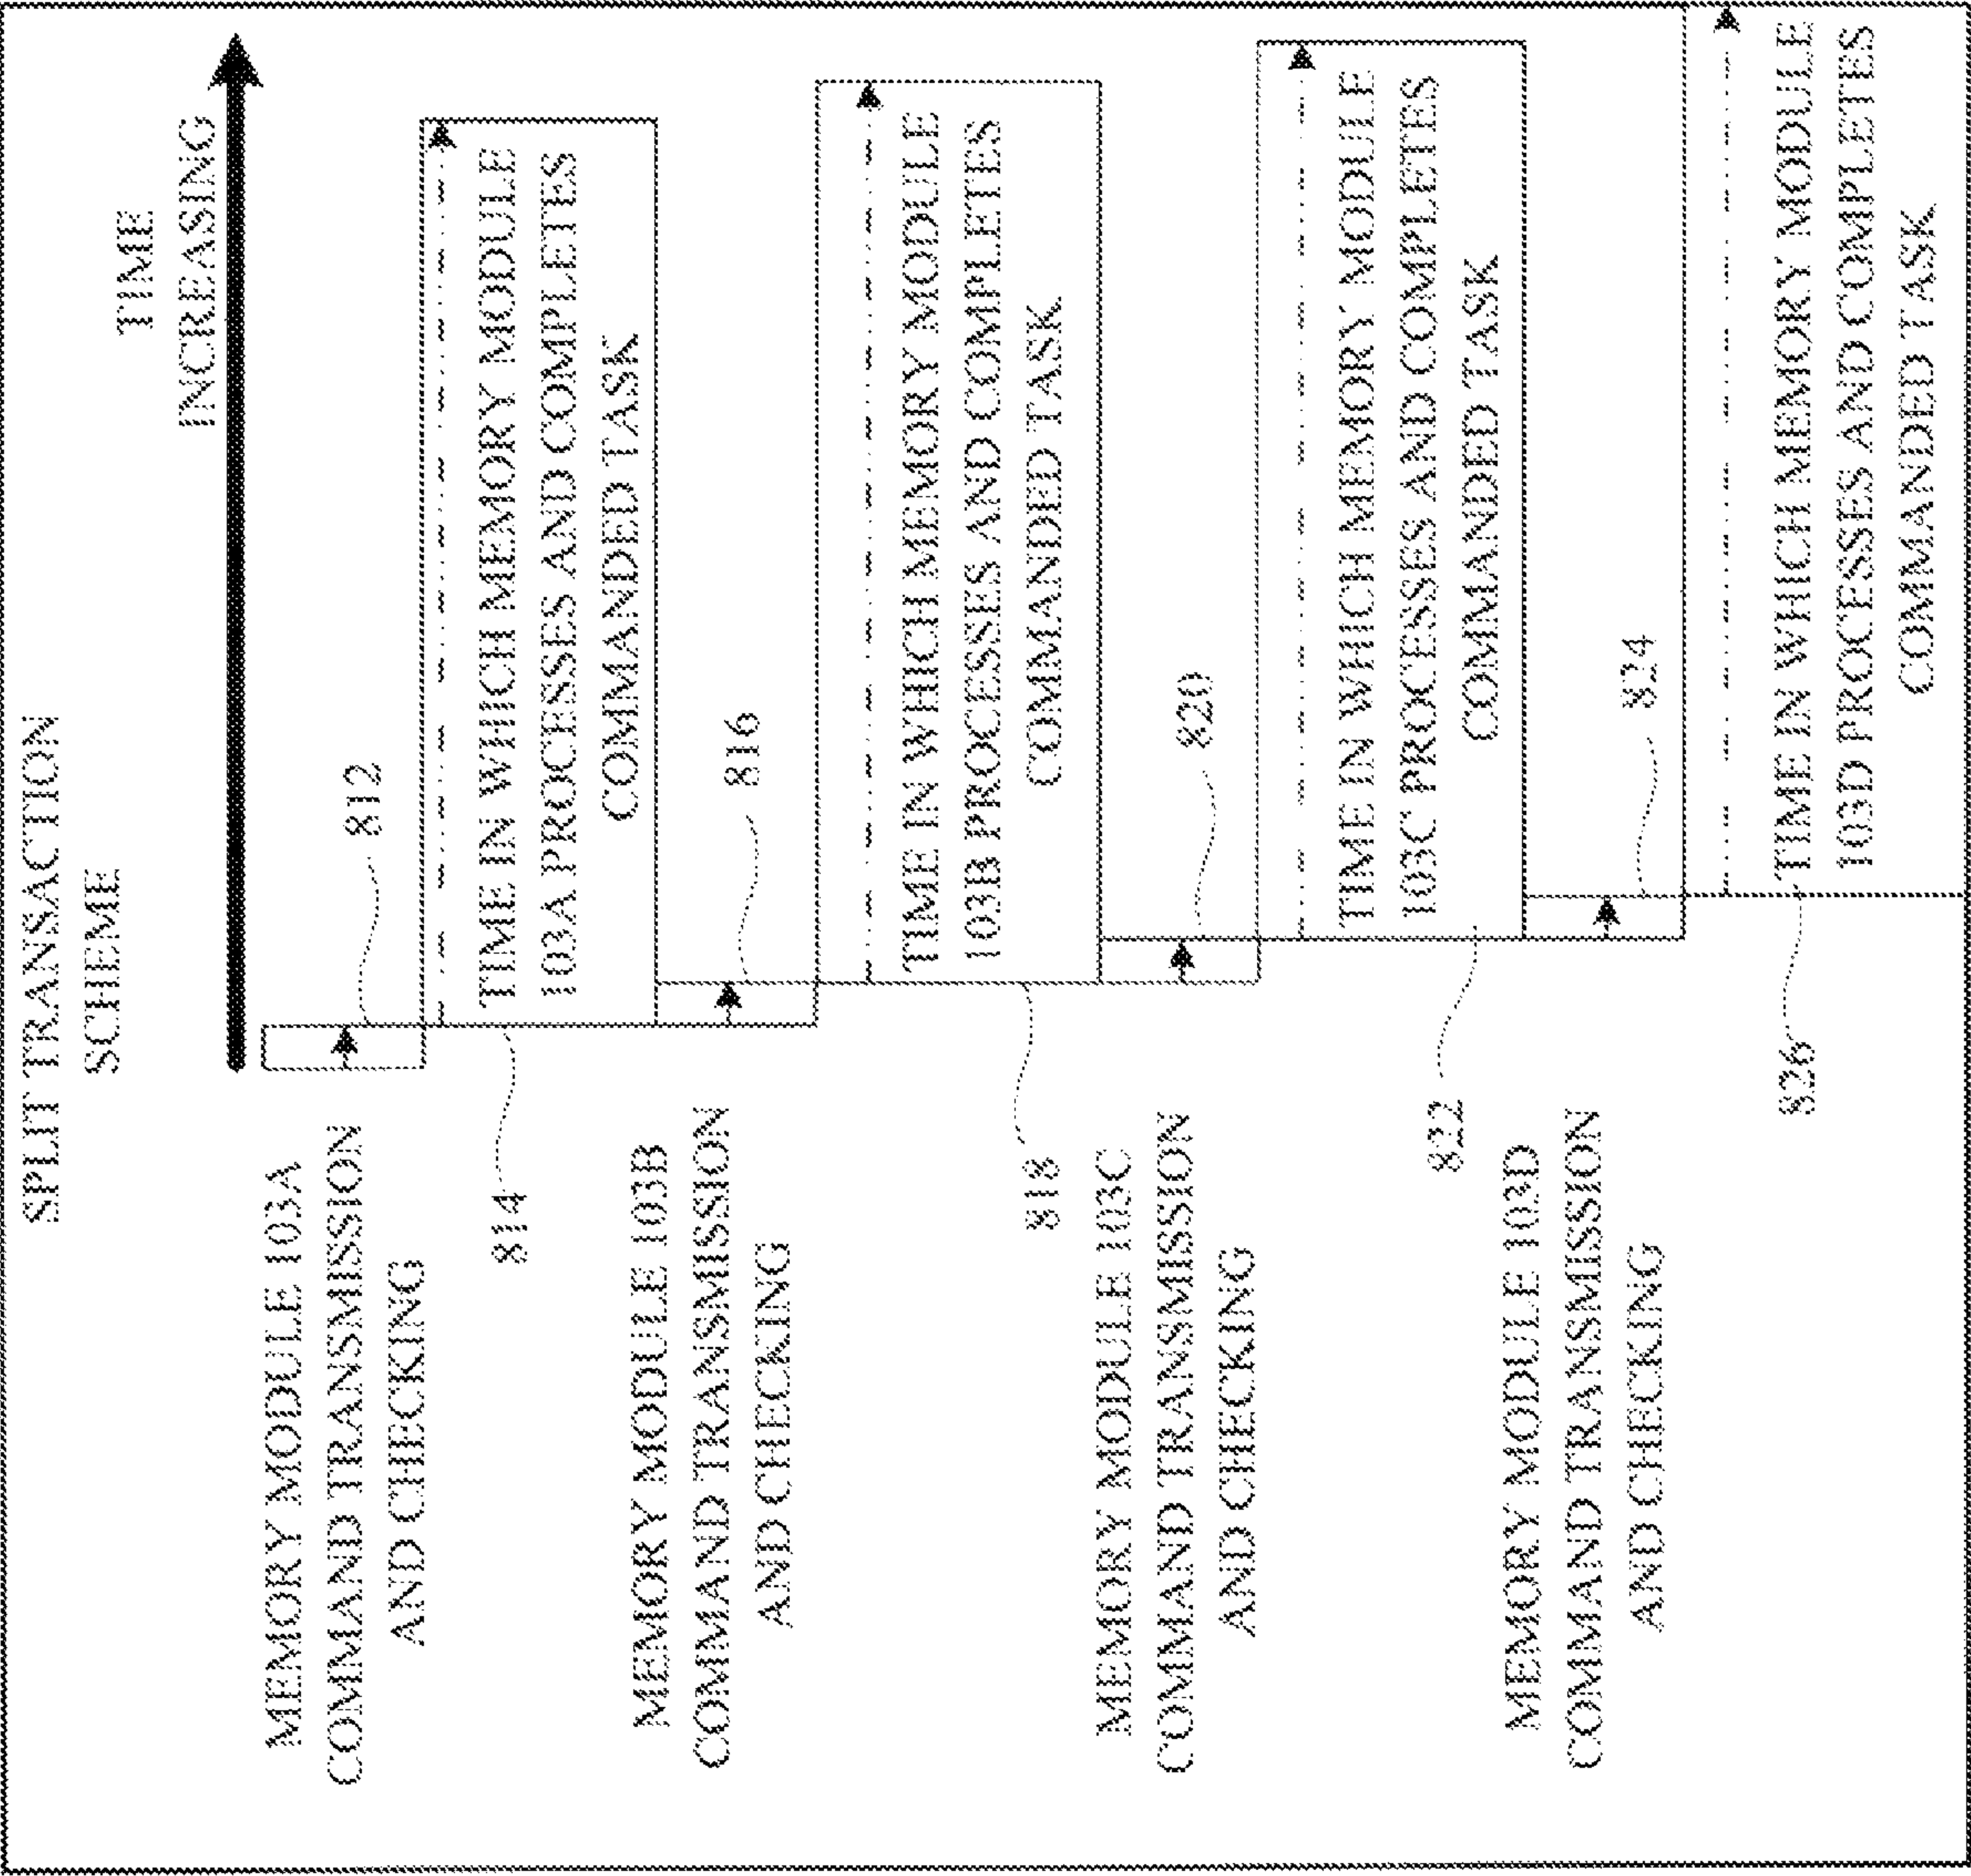 SPLIT TRANSACTION
SCHEME
TIME
INCREASING
MEMORY MODULE 103A
COMMAND TRANSMISSION
AND CHECKING
812
814
TIME IN WHICH MEMORY MODULE
103A PROCESSES AND COMPLETES
COMMANDED TASK
MEMORY MODULE 103B
COMMAND TRANSMISSION
AND CHECKING
816
818
TIME IN WHICH MEMORY MODULE
103B PROCESSES AND COMPLETES
COMMANDED TASK
MEMORY MODULE 103C
COMMAND TRANSMISSION
AND CHECKING
820
822
TIME IN WHICH MEMORY MODULE
103C PROCESSES AND COMPLETES
COMMANDED TASK
MEMORY MODULE 103D
COMMAND TRANSMISSION
AND CHECKING
824
826
TIME IN WHICH MEMORY MODULE
103D PROCESSES AND COMPLETES
COMMANDED TASK